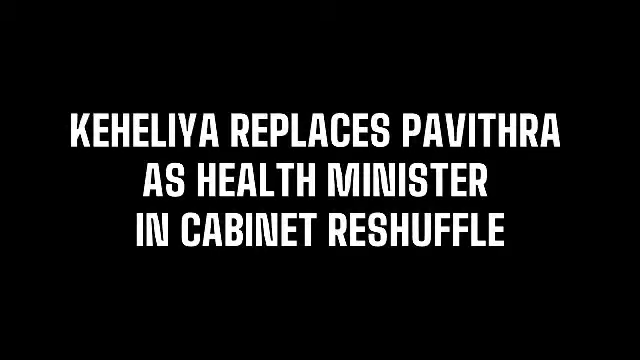 KEHELIYA REPLACES PAVITHRA
AS HEALTH MINISTER
IN CABINET RESHUFFLE